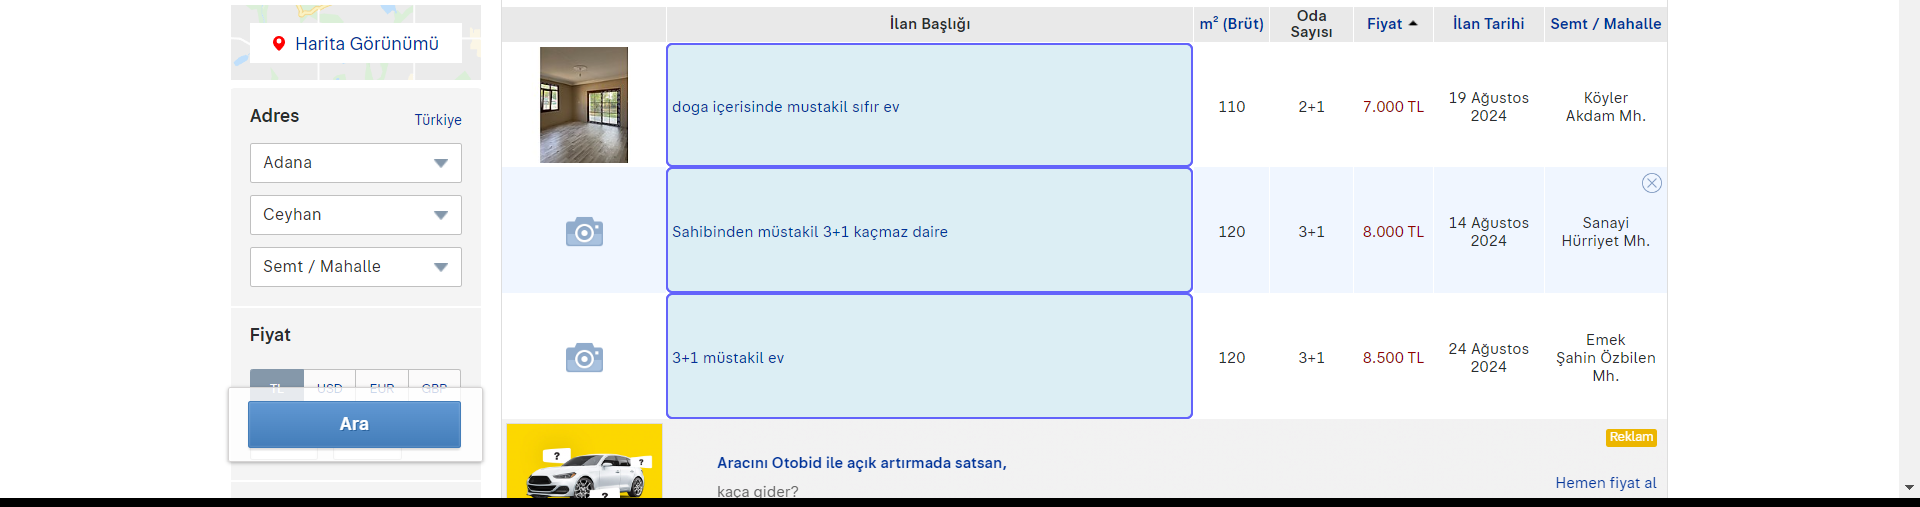 Harita Görünümü
Adres
Türkiye
Adana
Ceyhan
Semt / Mahalle
Fiyat
TL USD EUR GBP
Ara
İlan Başlığı m² (Brüt) Oda Sayısı Fiyat İlan Tarihi Semt / Mahalle
doga içerisinde mustakil sıfır ev 110 2+1 7.000 TL 19 Ağustos 2024 Köyler Akdam Mh.
Sahibinden müstakil 3+1 kaçmaz daire 120 3+1 8.000 TL 14 Ağustos 2024 Sanayi Hürriyet Mh.
3+1 müstakil ev 120 3+1 8.500 TL 24 Ağustos 2024 Emek Şahin Özbilen Mh.
Reklam
? ? ?
Aracını Otobid ile açık artırmada satsan,
kaça gider?
Hemen fiyat al